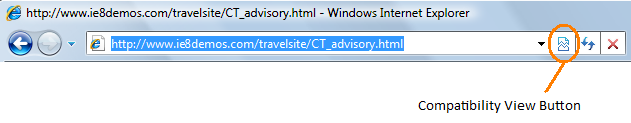 http://www.ie8demos.com/travelsite/CT_advisory.html - Windows Internet Explorer
http://www.ie8demos.com/travelsite/CT_advisory.html
Compatibility View Button